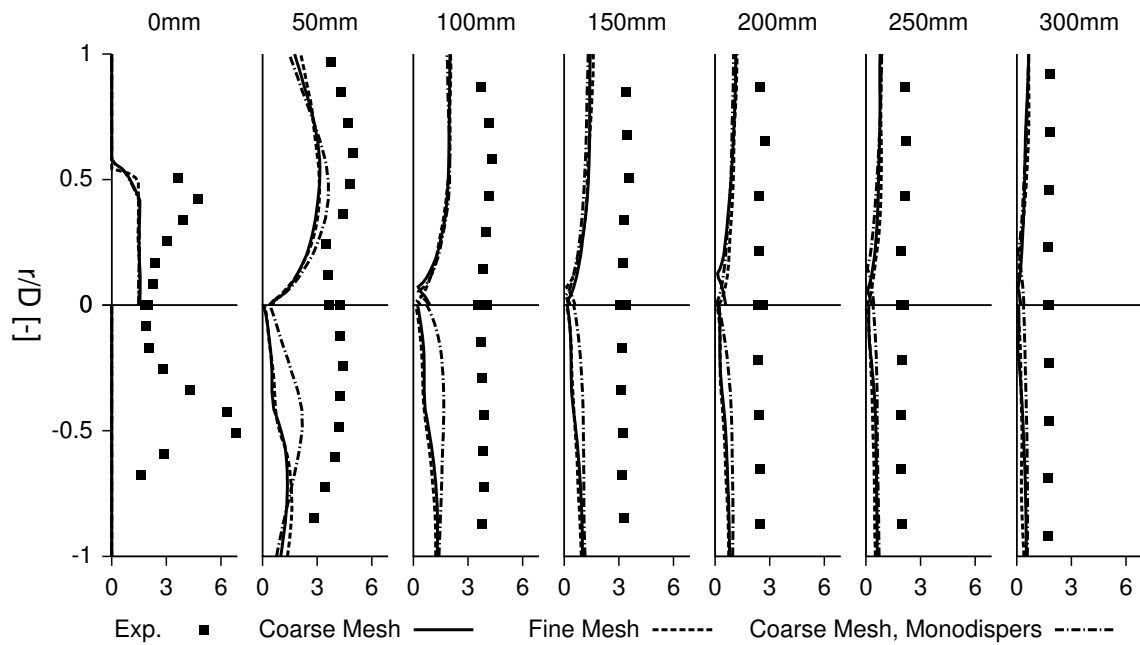 0mm 50mm 100mm 150mm 200mm 250mm 300mm
1
0.5
0
-0.5
-1
r/D [-]
0 3 6 0 3 6 0 3 6 0 3 6 0 3 6 0 3 6 0 3 6
Exp. Coarse Mesh Fine Mesh Coarse Mesh, Monodispers